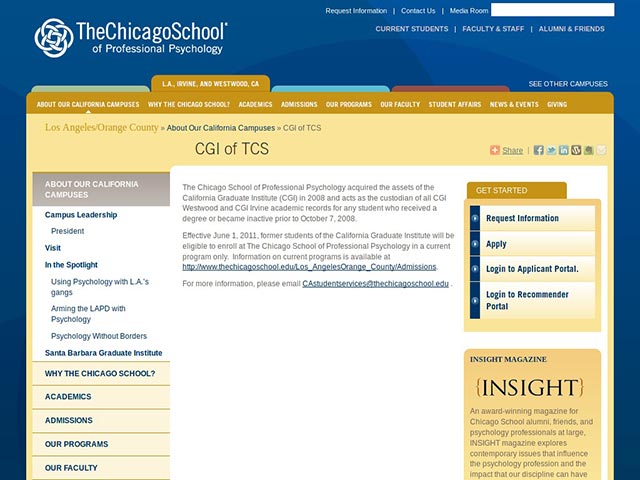 Request Information | Contact Us | Media Room
TheChicagoSchool®
of Professional Psychology
CURRENT STUDENTS | FACULTY & STAFF | ALUMNI & FRIENDS
L.A., IRVINE, AND WESTWOOD, CA
SEE OTHER CAMPUSES
ABOUT OUR CALIFORNIA CAMPUSES WHY THE CHICAGO SCHOOL? ACADEMICS ADMISSIONS OUR PROGRAMS OUR FACULTY STUDENT AFFAIRS NEWS & EVENTS GIVING
Los Angeles/Orange County » About Our California Campuses » CGI of TCS
CGI of TCS
Share |
ABOUT OUR CALIFORNIA
CAMPUSES
Campus Leadership
President
Visit
In the Spotlight
Using Psychology with L.A.'s
gangs
Arming the LAPD with
Psychology
Psychology Without Borders
Santa Barbara Graduate Institute
WHY THE CHICAGO SCHOOL?
ACADEMICS
ADMISSIONS
OUR PROGRAMS
OUR FACULTY
The Chicago School of Professional Psychology acquired the assets of the
California Graduate Institute (CGI) in 2008 and acts as the custodian of all CGI
Westwood and CGI Irvine academic records for any student who received a
degree or became inactive prior to October 7, 2008.
Effective June 1, 2011, former students of the California Graduate Institute will be
eligible to enroll at The Chicago School of Professional Psychology in a current
program only. Information on current programs is available at
http://www.thechicagoschool.edu/Los_AngelesOrange_County/Admissions.
For more information, please email CAstudentservices@thechicagoschool.edu .
GET STARTED
Request Information
Apply
Login to Applicant Portal.
Login to Recommender
Portal
INSIGHT MAGAZINE
{INSIGHT}
An award-winning magazine for
Chicago School alumni, friends, and
psychology professionals at large,
INSIGHT magazine explores
contemporary issues that influence
the psychology profession and the
impact that our discipline can have